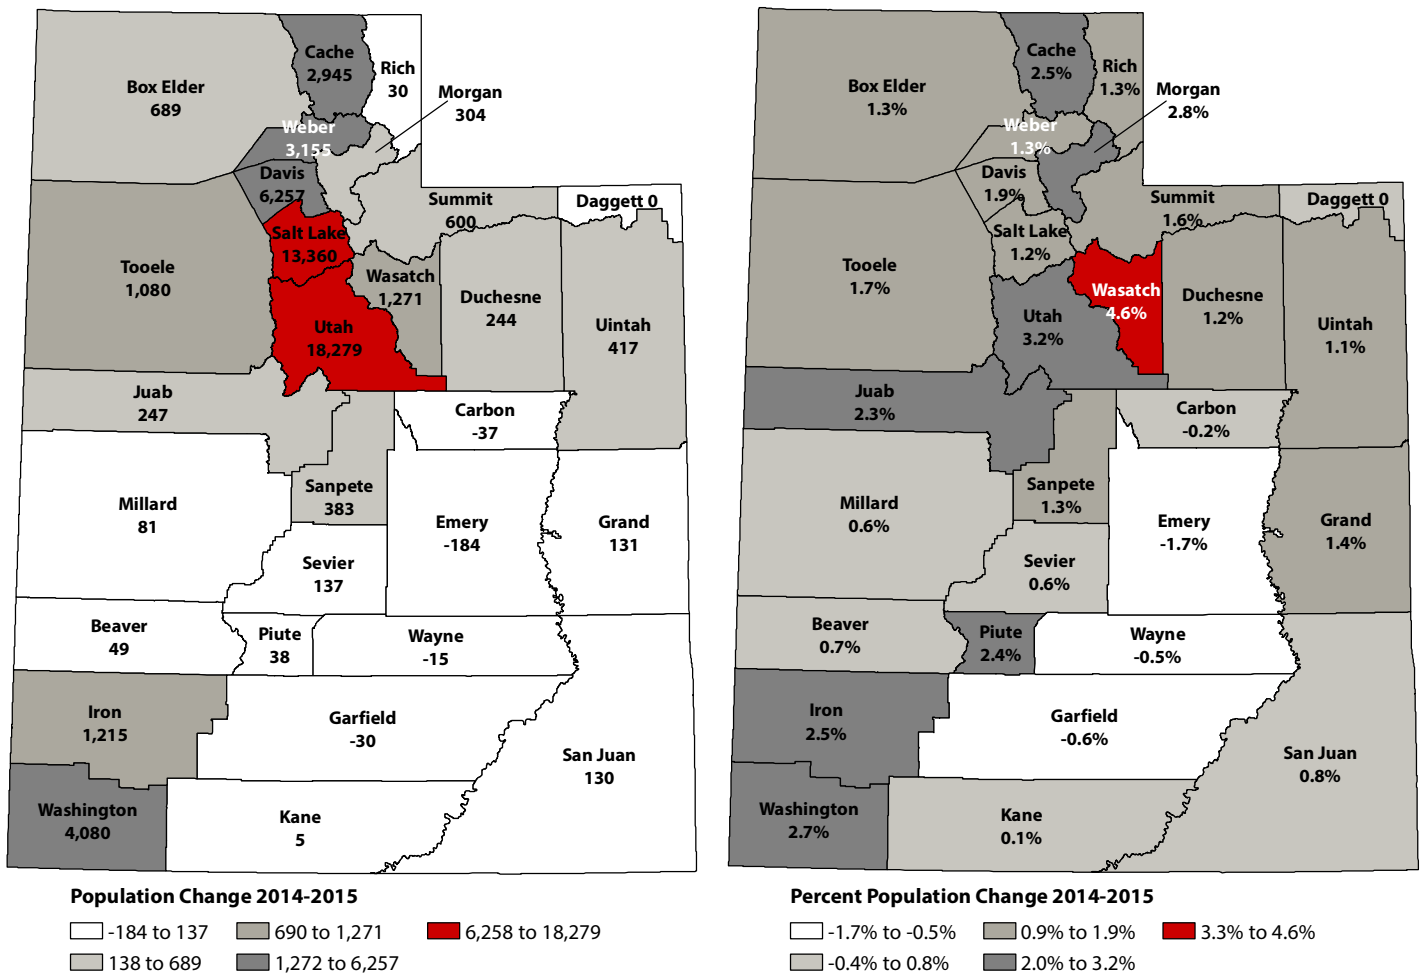 Cache
2,945
Rich
30
Box Elder
689
Morgan
304
Weber
3,155
Davis
6,257
Summit
600
Daggett 0
Salt Lake
13,360
Tooele
1,080
Wasatch
1,271
Duchesne
244
Uintah
417
Utah
18,279
Juab
247
Carbon
-37
Sanpete
383
Millard
81
Emery
-184
Grand
131
Sevier
137
Beaver
49
Piute
38
Wayne
-15
Iron
1,215
Garfield
-30
San Juan
130
Washington
4,080
Kane
5
Population Change 2014-2015
-184 to 137
690 to 1,271
6,258 to 18,279
138 to 689
1,272 to 6,257
Cache
2.5%
Rich
1.3%
Box Elder
1.3%
Morgan
2.8%
Weber
1.3%
Davis
1.9%
Summit
1.6%
Daggett 0
Salt Lake
1.2%
Tooele
1.7%
Wasatch
4.6%
Duchesne
1.2%
Uintah
1.1%
Utah
3.2%
Juab
2.3%
Carbon
-0.2%
Sanpete
1.3%
Millard
0.6%
Emery
-1.7%
Grand
1.4%
Sevier
0.6%
Beaver
0.7%
Piute
2.4%
Wayne
-0.5%
Iron
2.5%
Garfield
-0.6%
San Juan
0.8%
Washington
2.7%
Kane
0.1%
Percent Population Change 2014-2015
-1.7% to -0.5%
0.9% to 1.9%
3.3% to 4.6%
-0.4% to 0.8%
2.0% to 3.2%